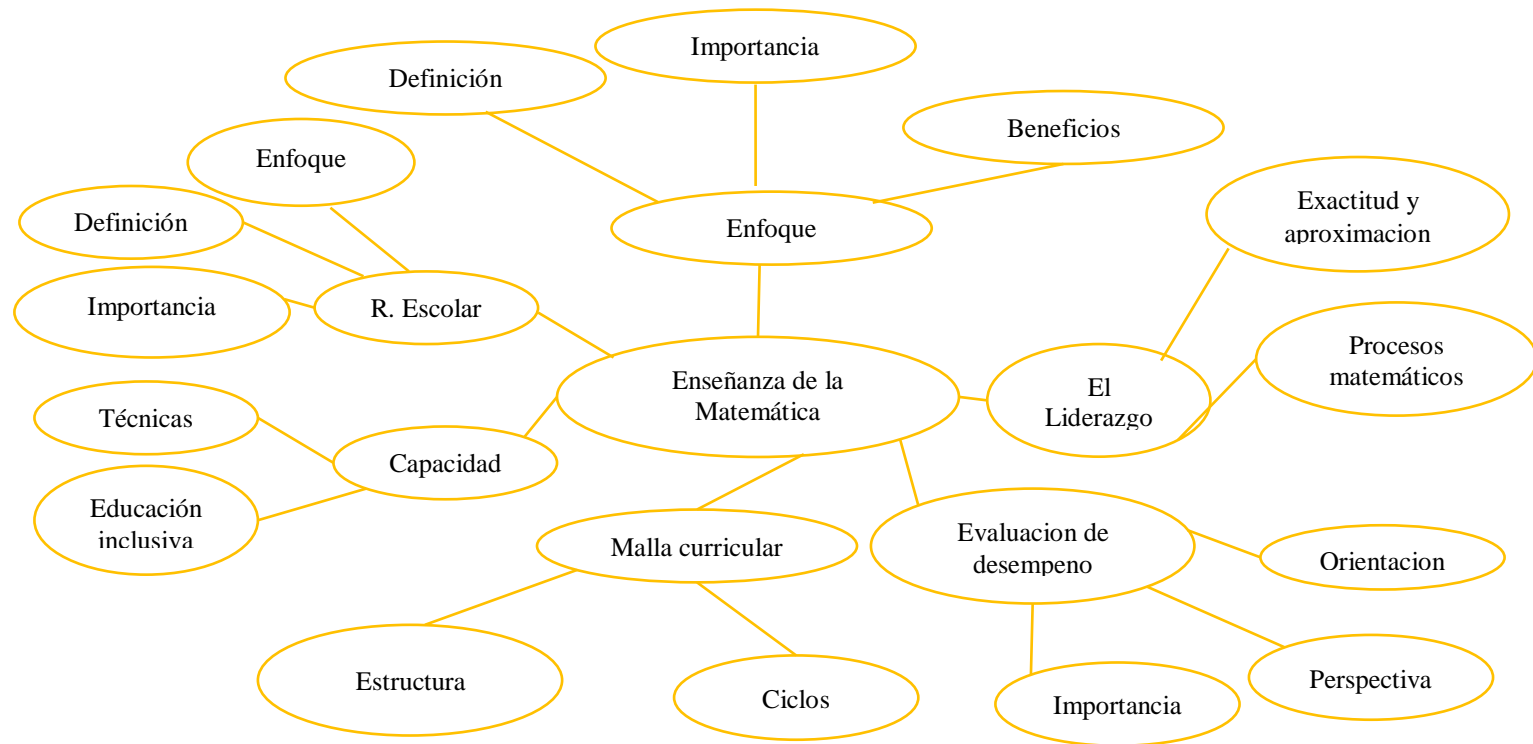 Importancia
Definición
Beneficios
Enfoque
Exactitud y
aproximacion
Definición
Enfoque
Importancia
R. Escolar
Procesos
matemáticos
Enseñanza de la
Matemática
El
Liderazgo
Técnicas
Capacidad
Educación
inclusiva
Malla curricular
Evaluacion de
desempeno
Orientacion
Estructura
Ciclos
Importancia
Perspectiva